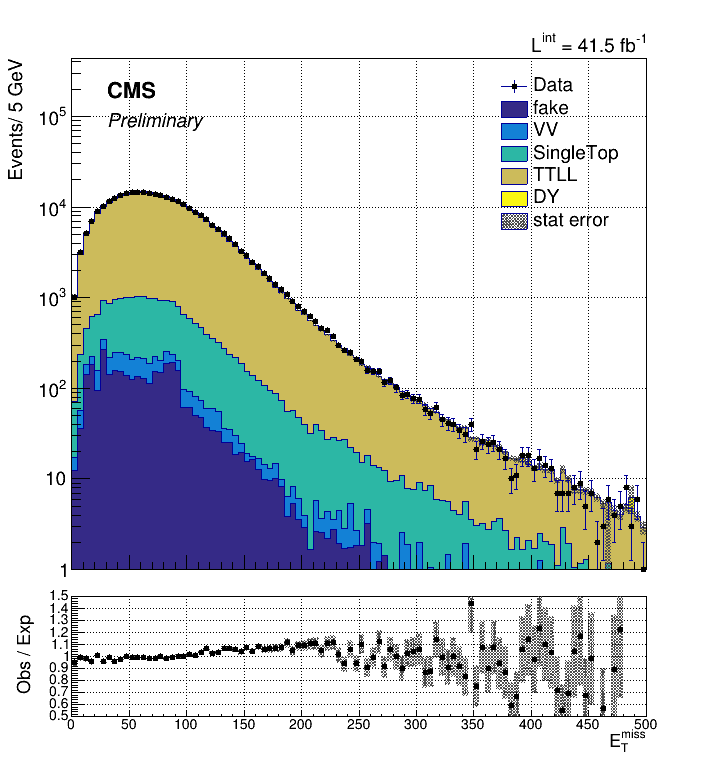 L^int = 41.5 fb^-1
Events/ 5 GeV
CMS
Preliminary
Data
fake
VV
SingleTop
TTLL
DY
stat error
10^5
10^4
10^3
10^2
10
1
Obs / Exp
1.5
1.4
1.3
1.2
1.1
1
0.9
0.8
0.7
0.6
0.5
0 50 100 150 200 250 300 350 400 450 500
E_T^miss